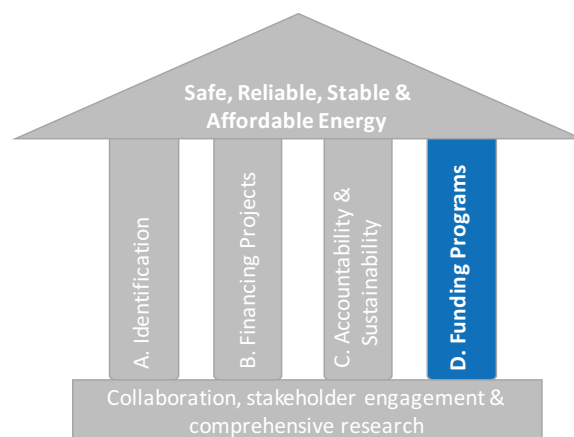 Safe, Reliable, Stable &
Affordable Energy
A. Identification
B. Financing Projects
C. Accountability &
Sustainability
D. Funding Programs
Collaboration, stakeholder engagement &
comprehensive research